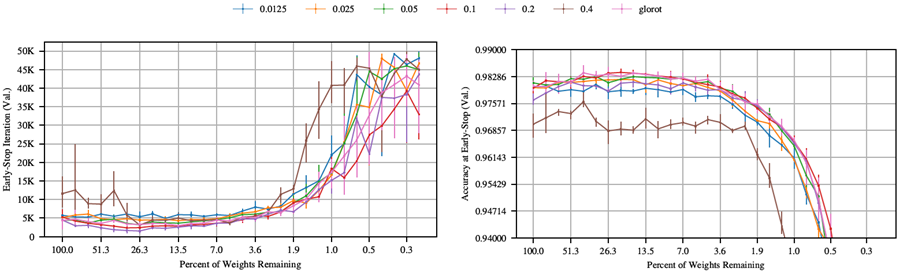 0.0125 0.025 0.05 0.1 0.2 0.4 glorot
Early-Stop Iteration (Val.)
50K
45K
40K
35K
30K
25K
20K
15K
10K
5K
0
100.0 51.3 26.3 13.5 7.0 3.6 1.9 1.0 0.5 0.3
Percent of Weights Remaining
Accuracy at Early-Stop (Val.)
0.99000
0.98286
0.97571
0.96857
0.96143
0.95429
0.94714
0.94000
100.0 51.3 26.3 13.5 7.0 3.6 1.9 1.0 0.5 0.3
Percent of Weights Remaining